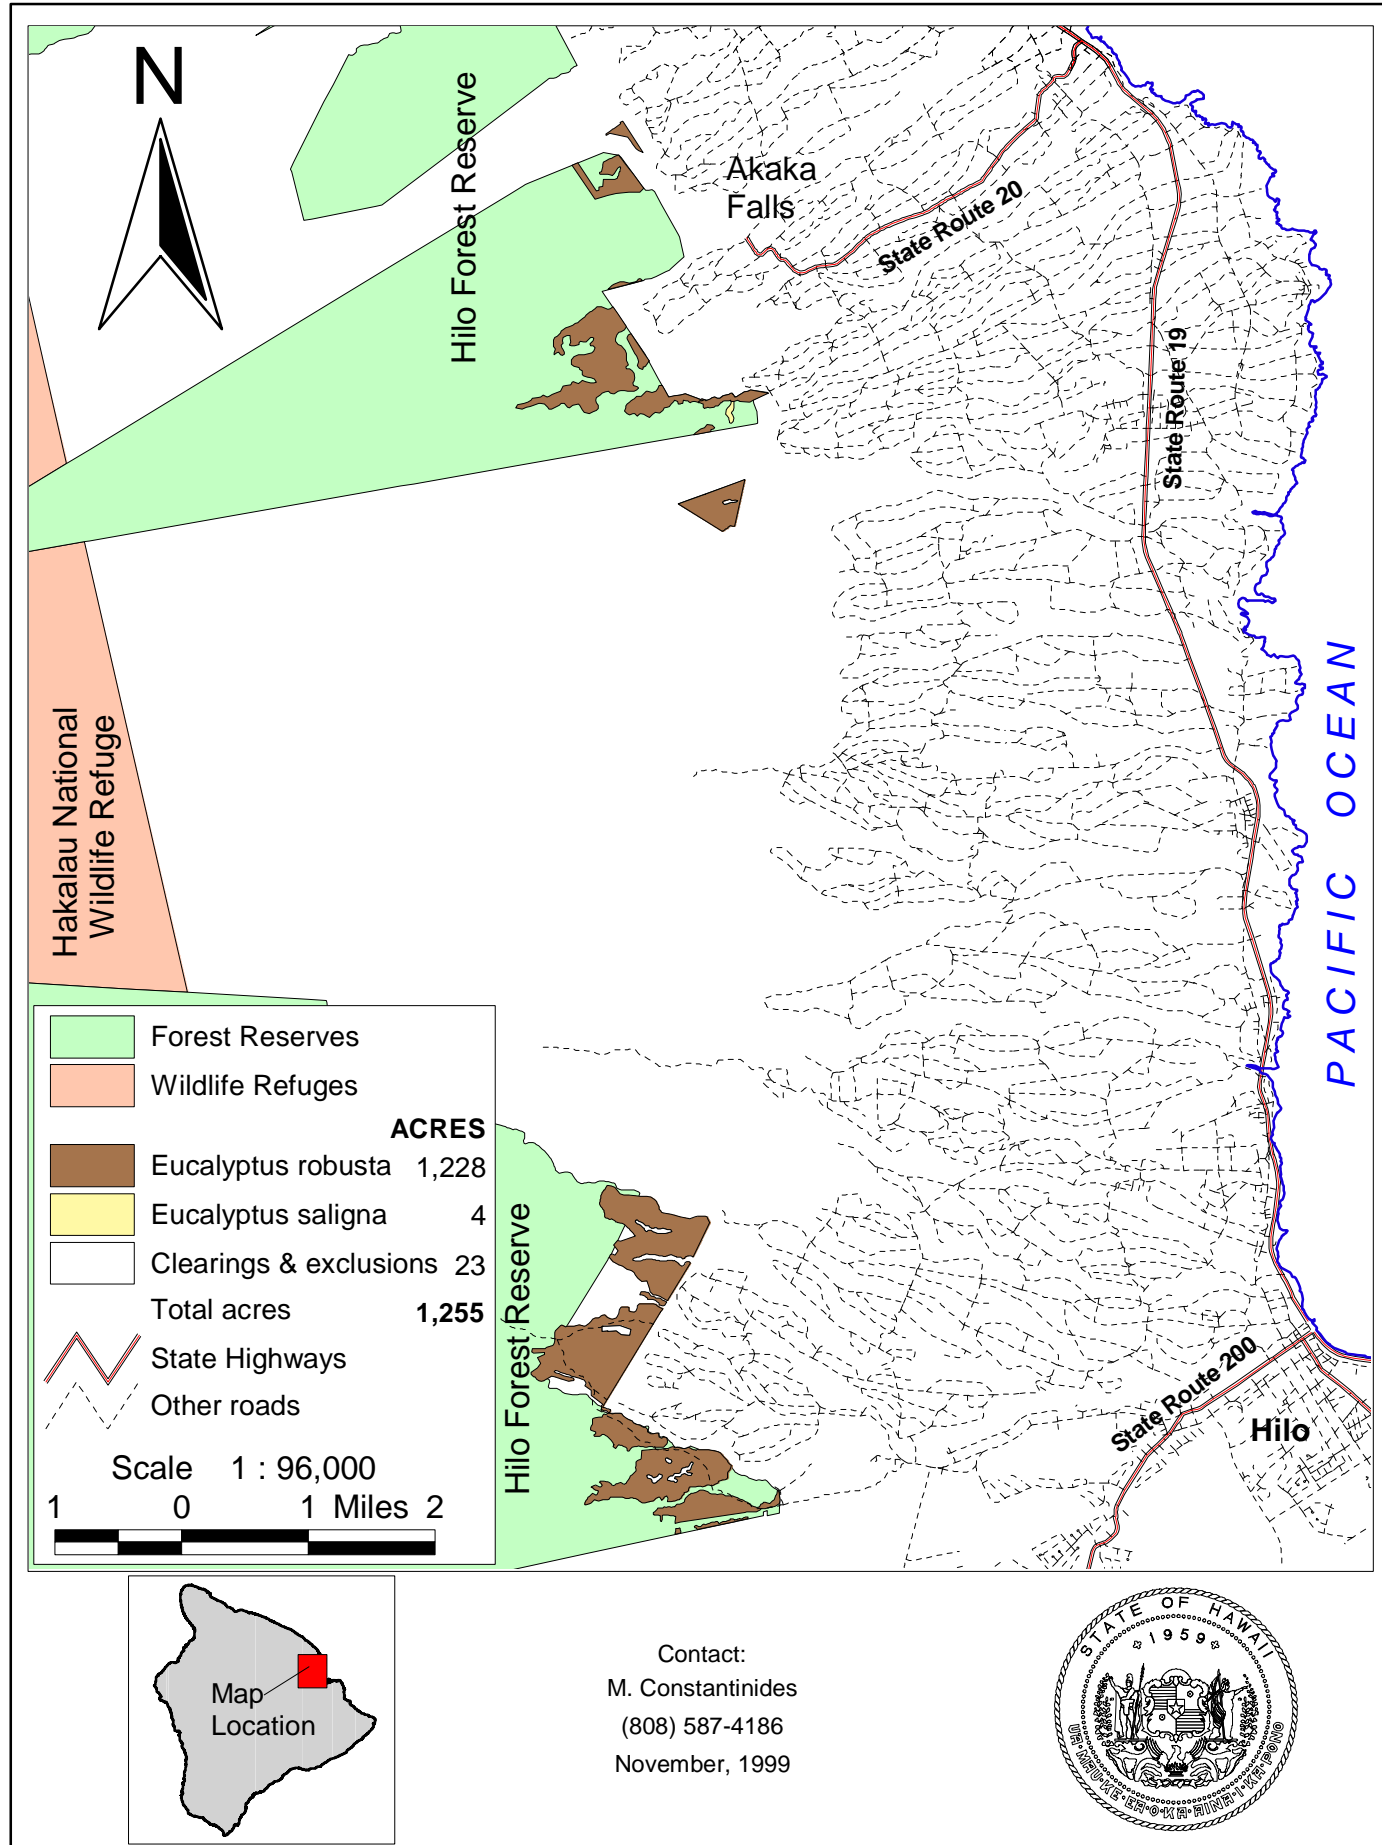 N
Hilo Forest Reserve
Akaka
Falls
State Route 20
State Route 19
PACIFIC OCEAN
Hakalau National
Wildlife Refuge
Forest Reserves
Wildlife Refuges
ACRES
Eucalyptus robusta 1,228
Eucalyptus saligna 4
Clearings & exclusions 23
Total acres 1,255
State Highways
Other roads
Scale 1 : 96,000
1 0 1 Miles 2
Hilo Forest Reserve
State Route 200
Hilo
Map
Location
Contact:
M. Constantinides
(808) 587-4186
November, 1999
STATE OF HAWAII
1959
UA·MAU·KE·EA·O·KA·AINA·I·KA·PONO